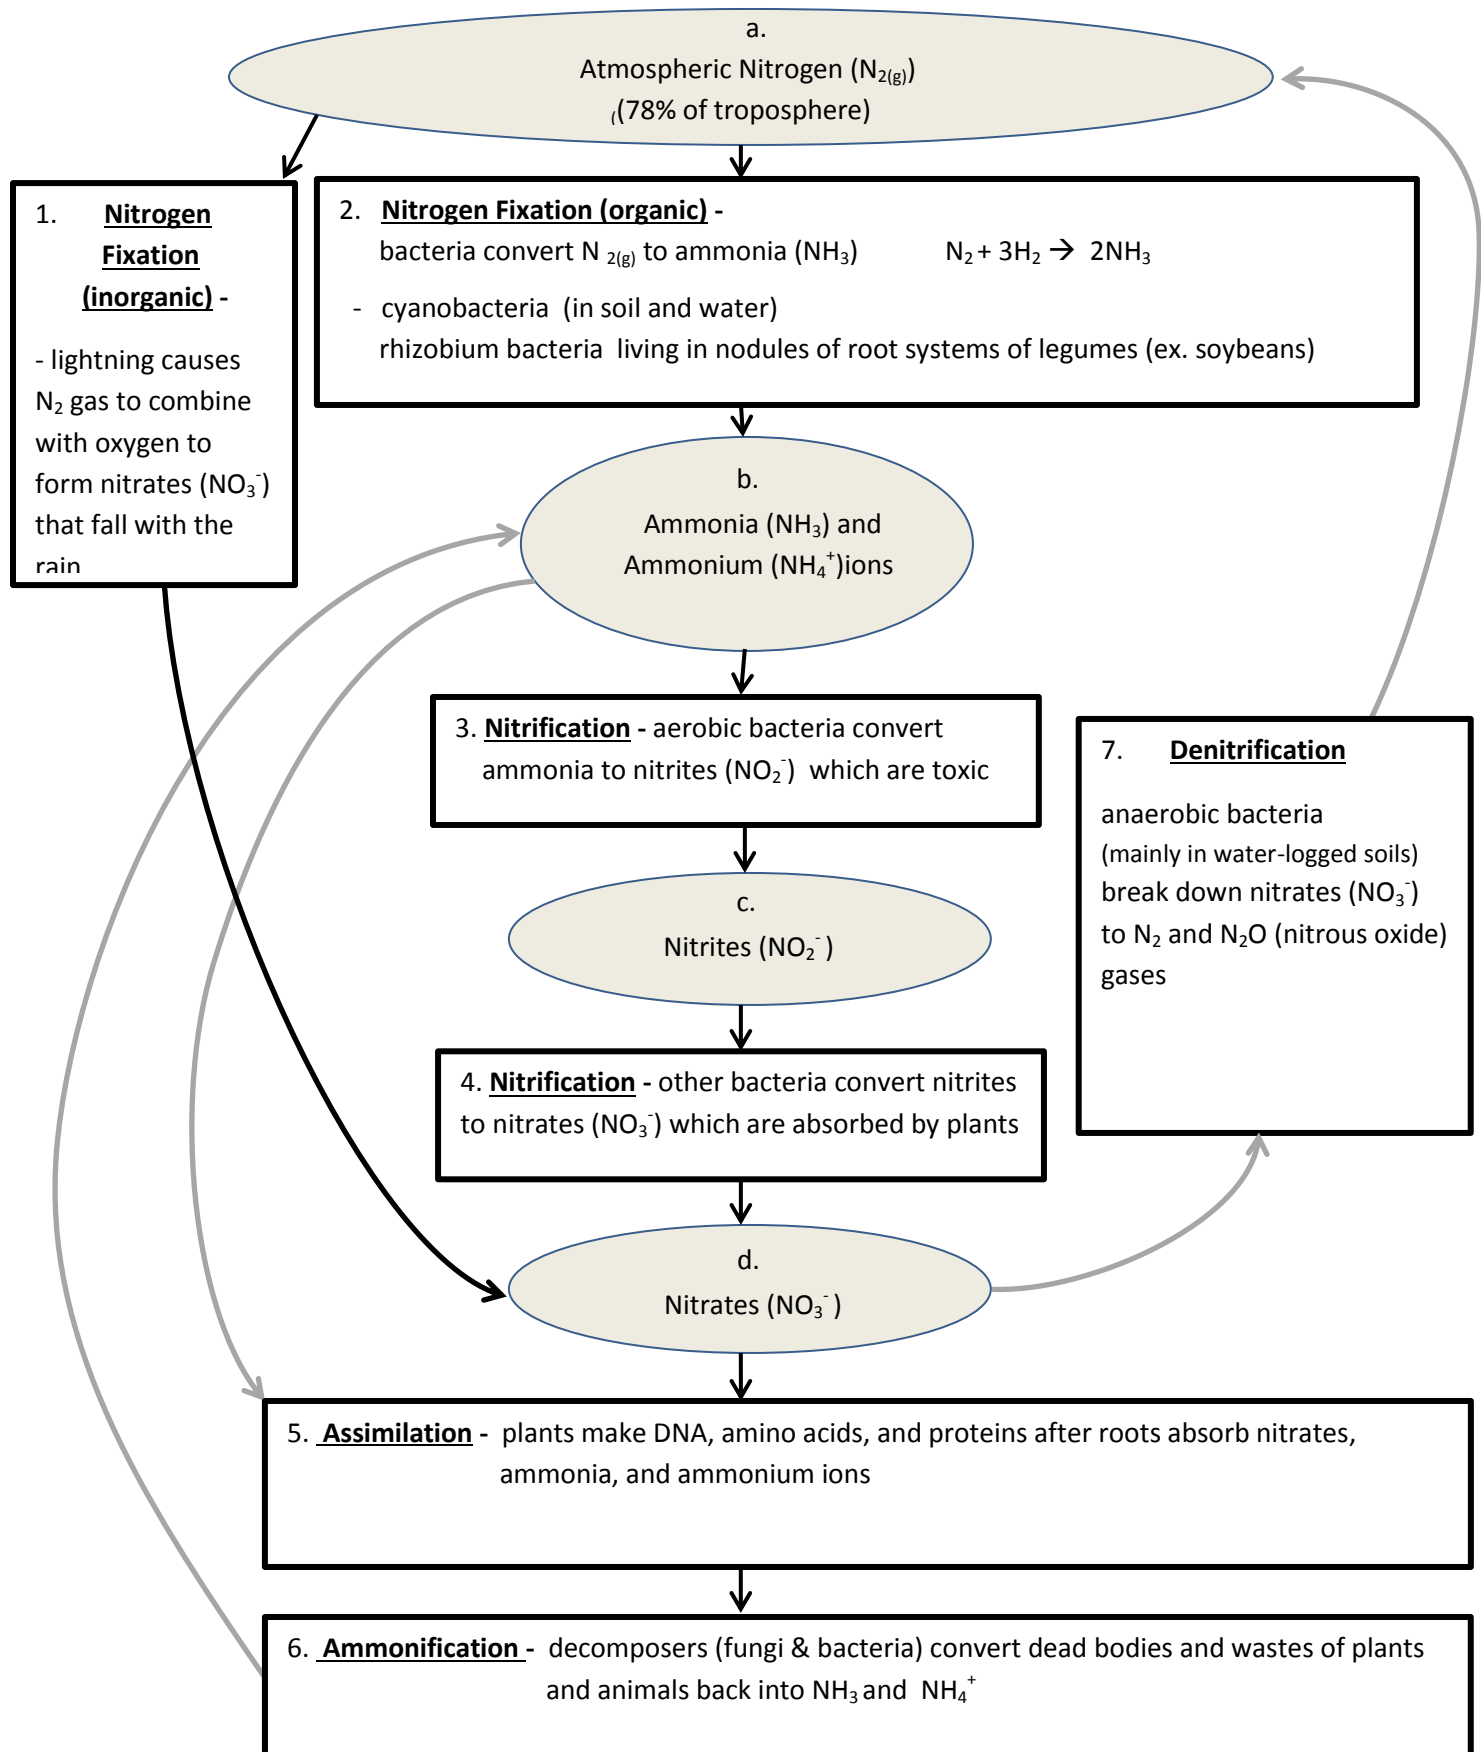 a.
Atmospheric Nitrogen (N₂₍g₎)
((78% of troposphere)
1. Nitrogen
Fixation
(inorganic) -
- lightning causes
N₂ gas to combine
with oxygen to
form nitrates (NO₃⁻)
that fall with the
rain
2. Nitrogen Fixation (organic) -
bacteria convert N ₂₍g₎ to ammonia (NH₃) N₂ + 3H₂ → 2NH₃
- cyanobacteria (in soil and water)
rhizobium bacteria living in nodules of root systems of legumes (ex. soybeans)
b.
Ammonia (NH₃) and
Ammonium (NH₄⁺)ions
3. Nitrification - aerobic bacteria convert
ammonia to nitrites (NO₂⁻) which are toxic
c.
Nitrites (NO₂⁻)
4. Nitrification - other bacteria convert nitrites
to nitrates (NO₃⁻) which are absorbed by plants
7. Denitrification
anaerobic bacteria
(mainly in water-logged soils)
break down nitrates (NO₃⁻)
to N₂ and N₂O (nitrous oxide)
gases
d.
Nitrates (NO₃⁻)
5. Assimilation - plants make DNA, amino acids, and proteins after roots absorb nitrates,
ammonia, and ammonium ions
6. Ammonification - decomposers (fungi & bacteria) convert dead bodies and wastes of plants
and animals back into NH₃ and NH₄⁺